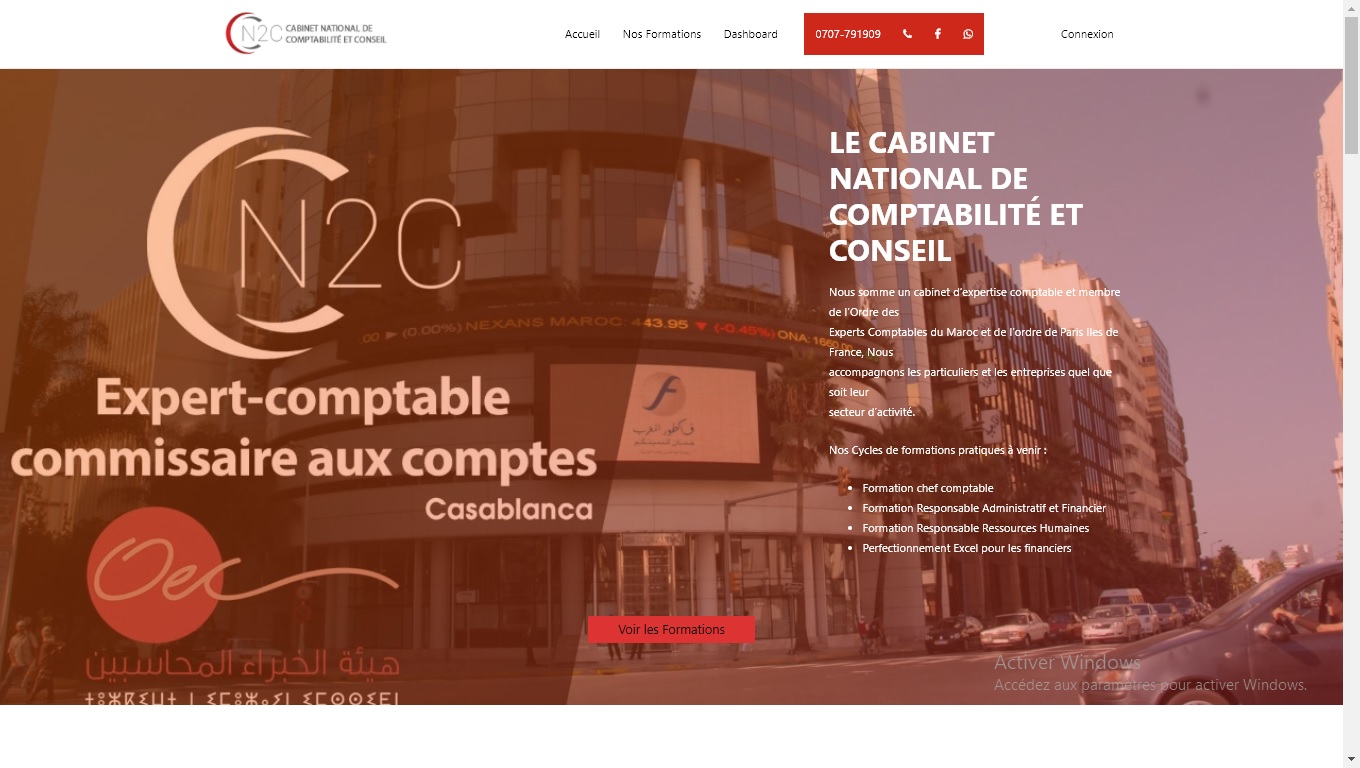 CN2C CABINET NATIONAL DE
COMPTABILITÉ ET CONSEIL
Accueil
Nos Formations
Dashboard
0707-791909
Connexion
CN2C
Expert-comptable
commissaire aux comptes
Casablanca
Oec
هيئة الخبراء المحاسبين
.00 ► (0.00%) NEXANS MAROC: 443.95 ▼ (-0.45%) ONA: 1660.00
LE CABINET
NATIONAL DE
COMPTABILITÉ ET
CONSEIL
Nous somme un cabinet d'expertise comptable et membre
de l'Ordre des
Experts Comptables du Maroc et de l'ordre de Paris Iles de
France, Nous
accompagnons les particuliers et les entreprises quel que
soit leur
secteur d'activité.
Nos Cycles de formations pratiques à venir :
Formation chef comptable
Formation Responsable Administratif et Financier
Formation Responsable Ressources Humaines
Perfectionnement Excel pour les financiers
Voir les Formations
Activer Windows
Accédez aux paramètres pour activer Windows.